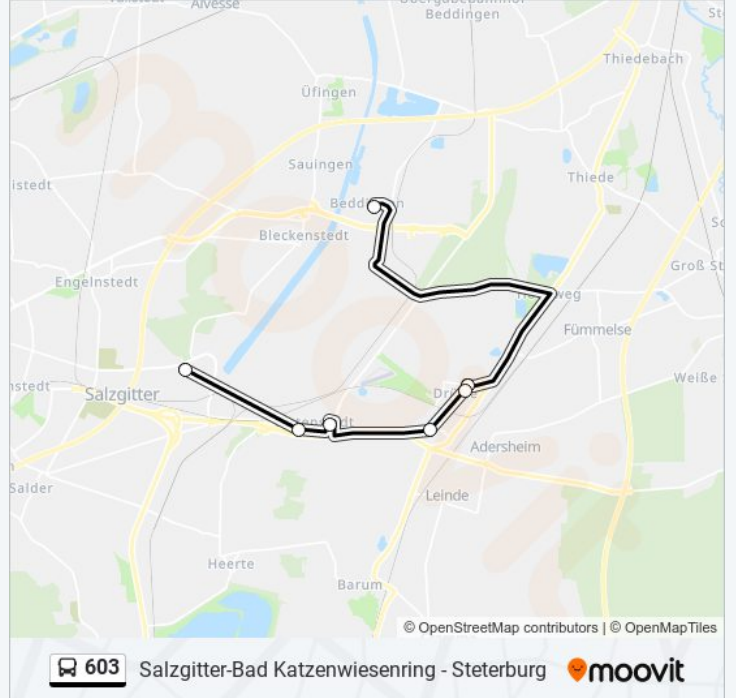 Alvesse
Beddingen
Thiedebach
Üfingen
Sauingen
Thiede
Bleckenstedt
Groß St
Engelnstedt
Fümmelse
Salzgitter
Weiße
Adersheim
Salder
Leinde
Heerte
Barum
© OpenStreetMap contributors | © OpenMapTiles
603 Salzgitter-Bad Katzenwiesenring - Steterburg moovit